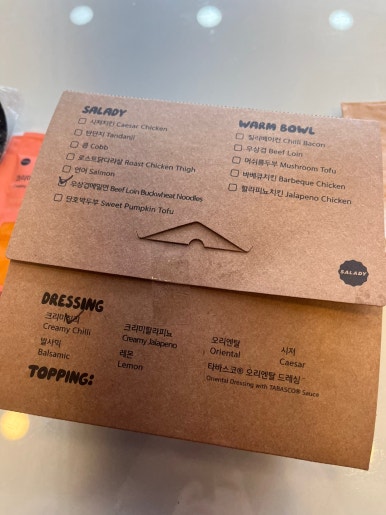 SALADY
시저치킨 Caesar Chicken
탄단지 Tandanji
콥 Cobb
로스트닭다리살 Roast Chicken Thigh
연어 Salmon
우삼겹메밀면 Beef Loin Buckwheat Noodles
단호박두부 Sweet Pumpkin Tofu
WARM BOWL
칠리베이컨 Chilli Bacon
우삼겹 Beef Loin
머쉬룸두부 Mushroom Tofu
바베큐치킨 Barbeque Chicken
할라피뇨치킨 Jalapeno Chicken
SALADY
DRESSING
크리미칠리
Creamy Chilli
크리미할라피뇨
Creamy Jalapeno
오리엔탈
Oriental
시저
Caesar
발사믹
Balsamic
레몬
Lemon
타바스코® 오리엔탈 드레싱
Oriental Dressing with TABASCO® Sauce
TOPPING: